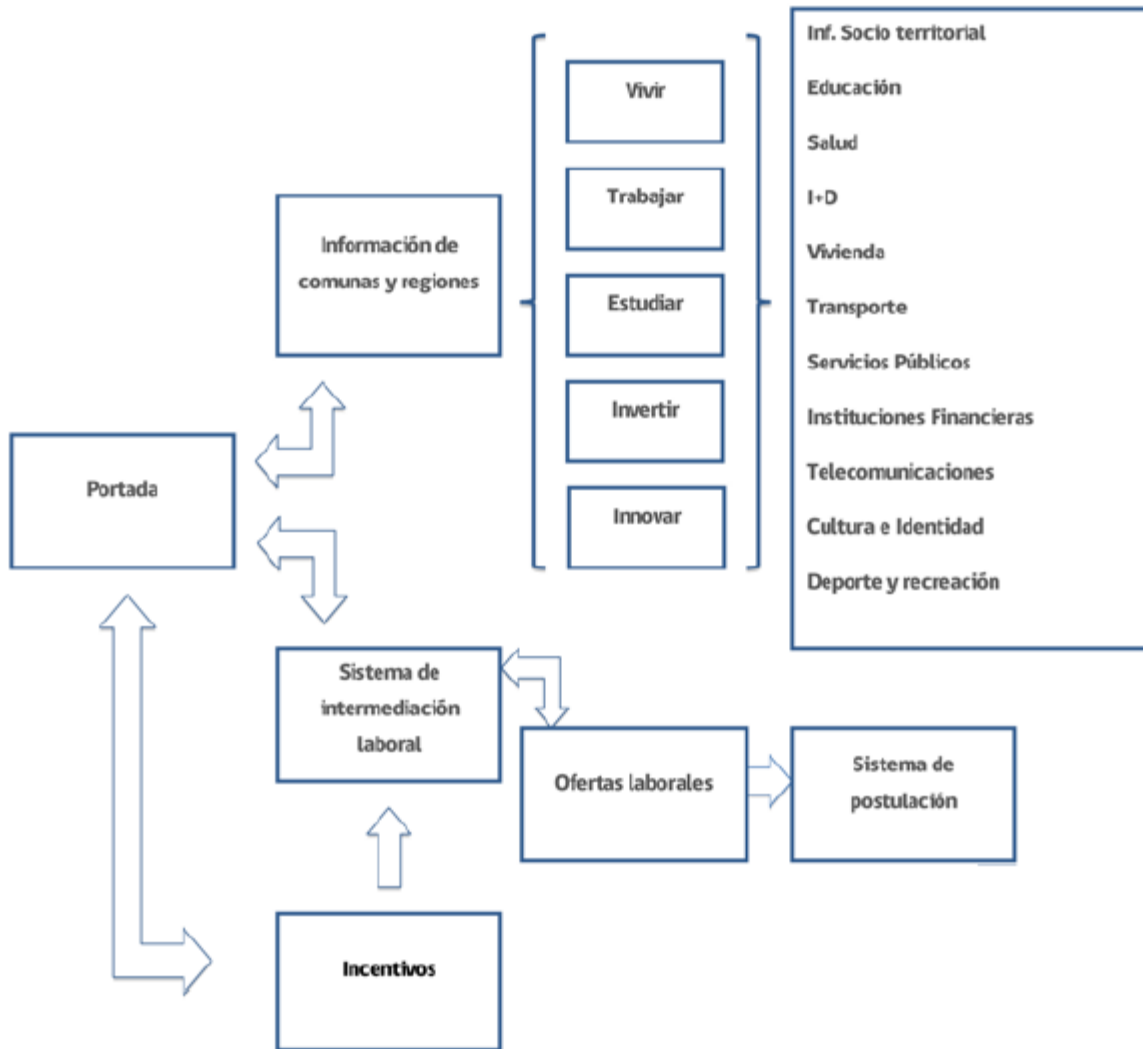 Portada
Información de
comunas y regiones
Vivir
Trabajar
Estudiar
Invertir
Innovar
Inf. Socio territorial
Educación
Salud
I+D
Vivienda
Transporte
Servicios Públicos
Instituciones Financieras
Telecomunicaciones
Cultura e Identidad
Deporte y recreación
Sistema de
intermediación
laboral
Ofertas laborales
Sistema de
postulación
Incentivos